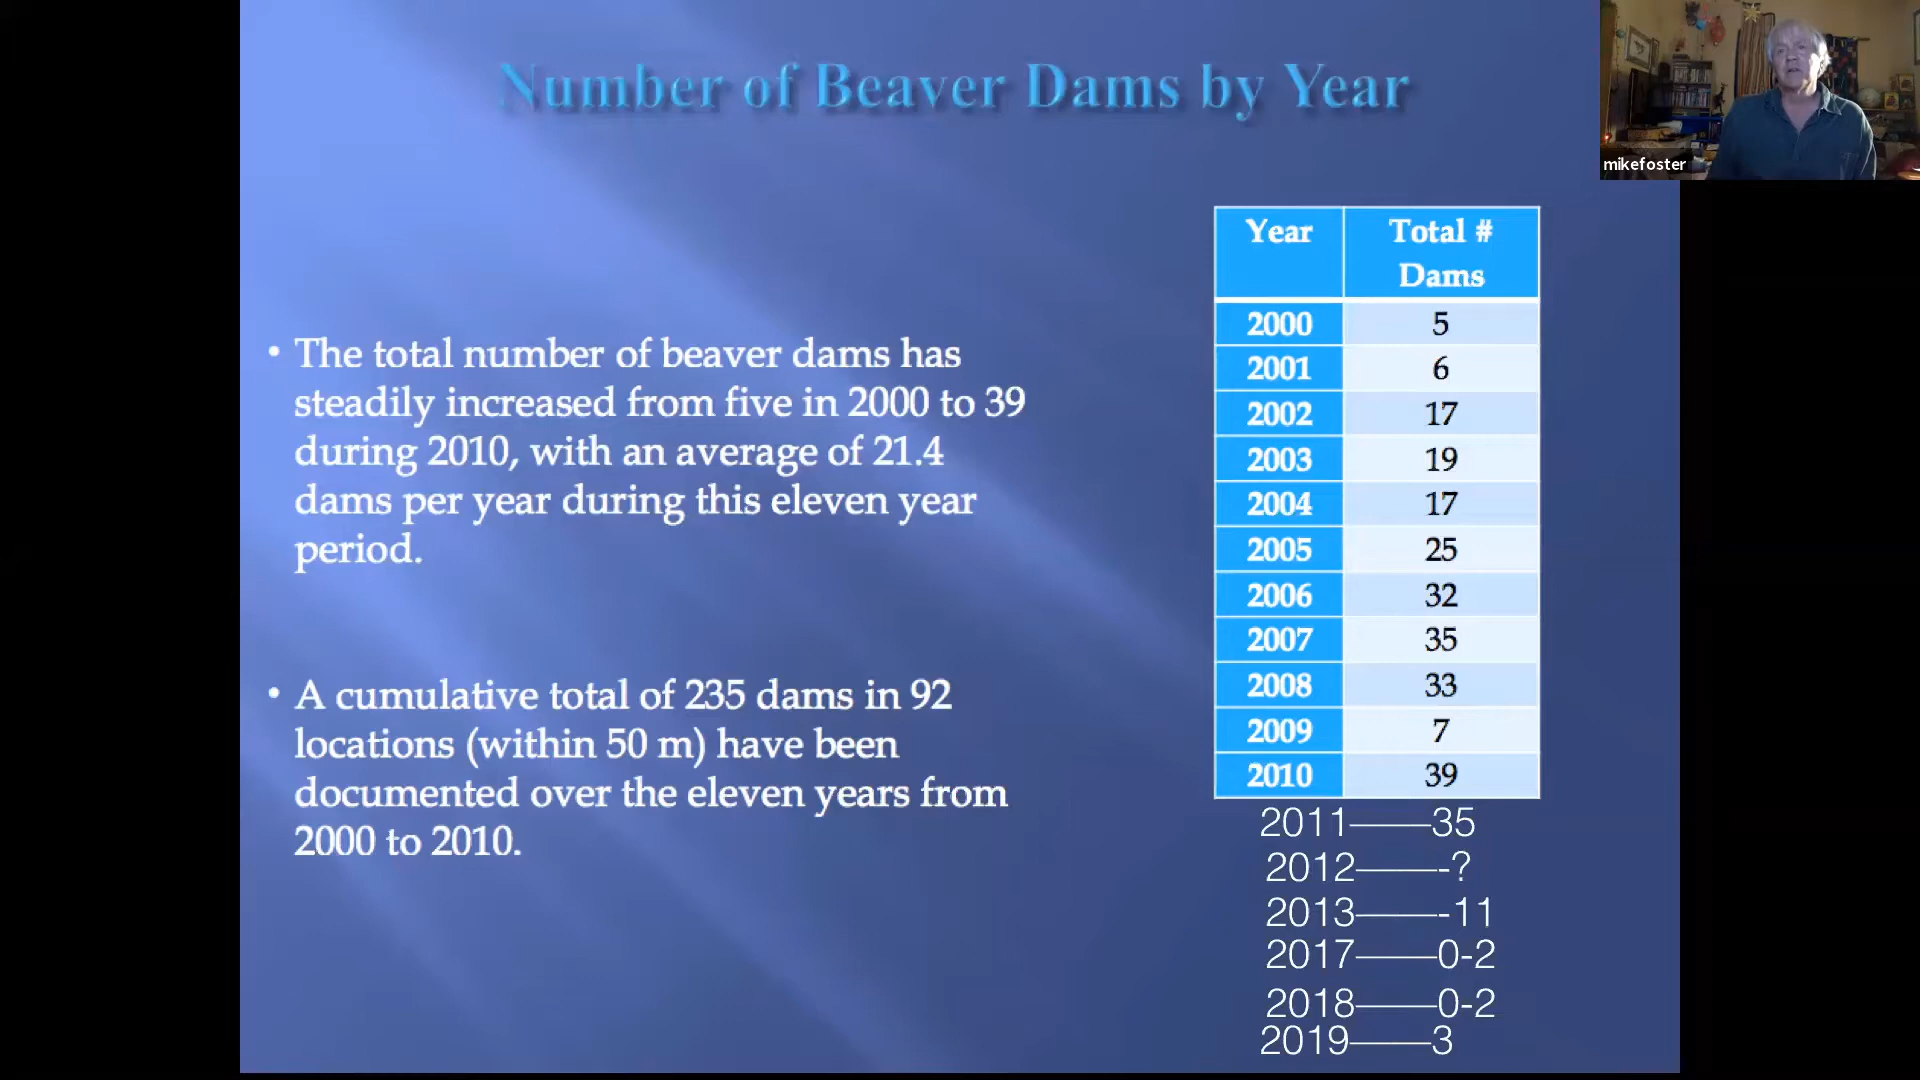 Number of Beaver Dams by Year
mikefoster
• The total number of beaver dams has
steadily increased from five in 2000 to 39
during 2010, with an average of 21.4
dams per year during this eleven year
period.
• A cumulative total of 235 dams in 92
locations (within 50 m) have been
documented over the eleven years from
2000 to 2010.
Year Total #
Dams
2000 5
2001 6
2002 17
2003 19
2004 17
2005 25
2006 32
2007 35
2008 33
2009 7
2010 39
2011——35
2012——-?
2013——-11
2017——0-2
2018——0-2
2019——3